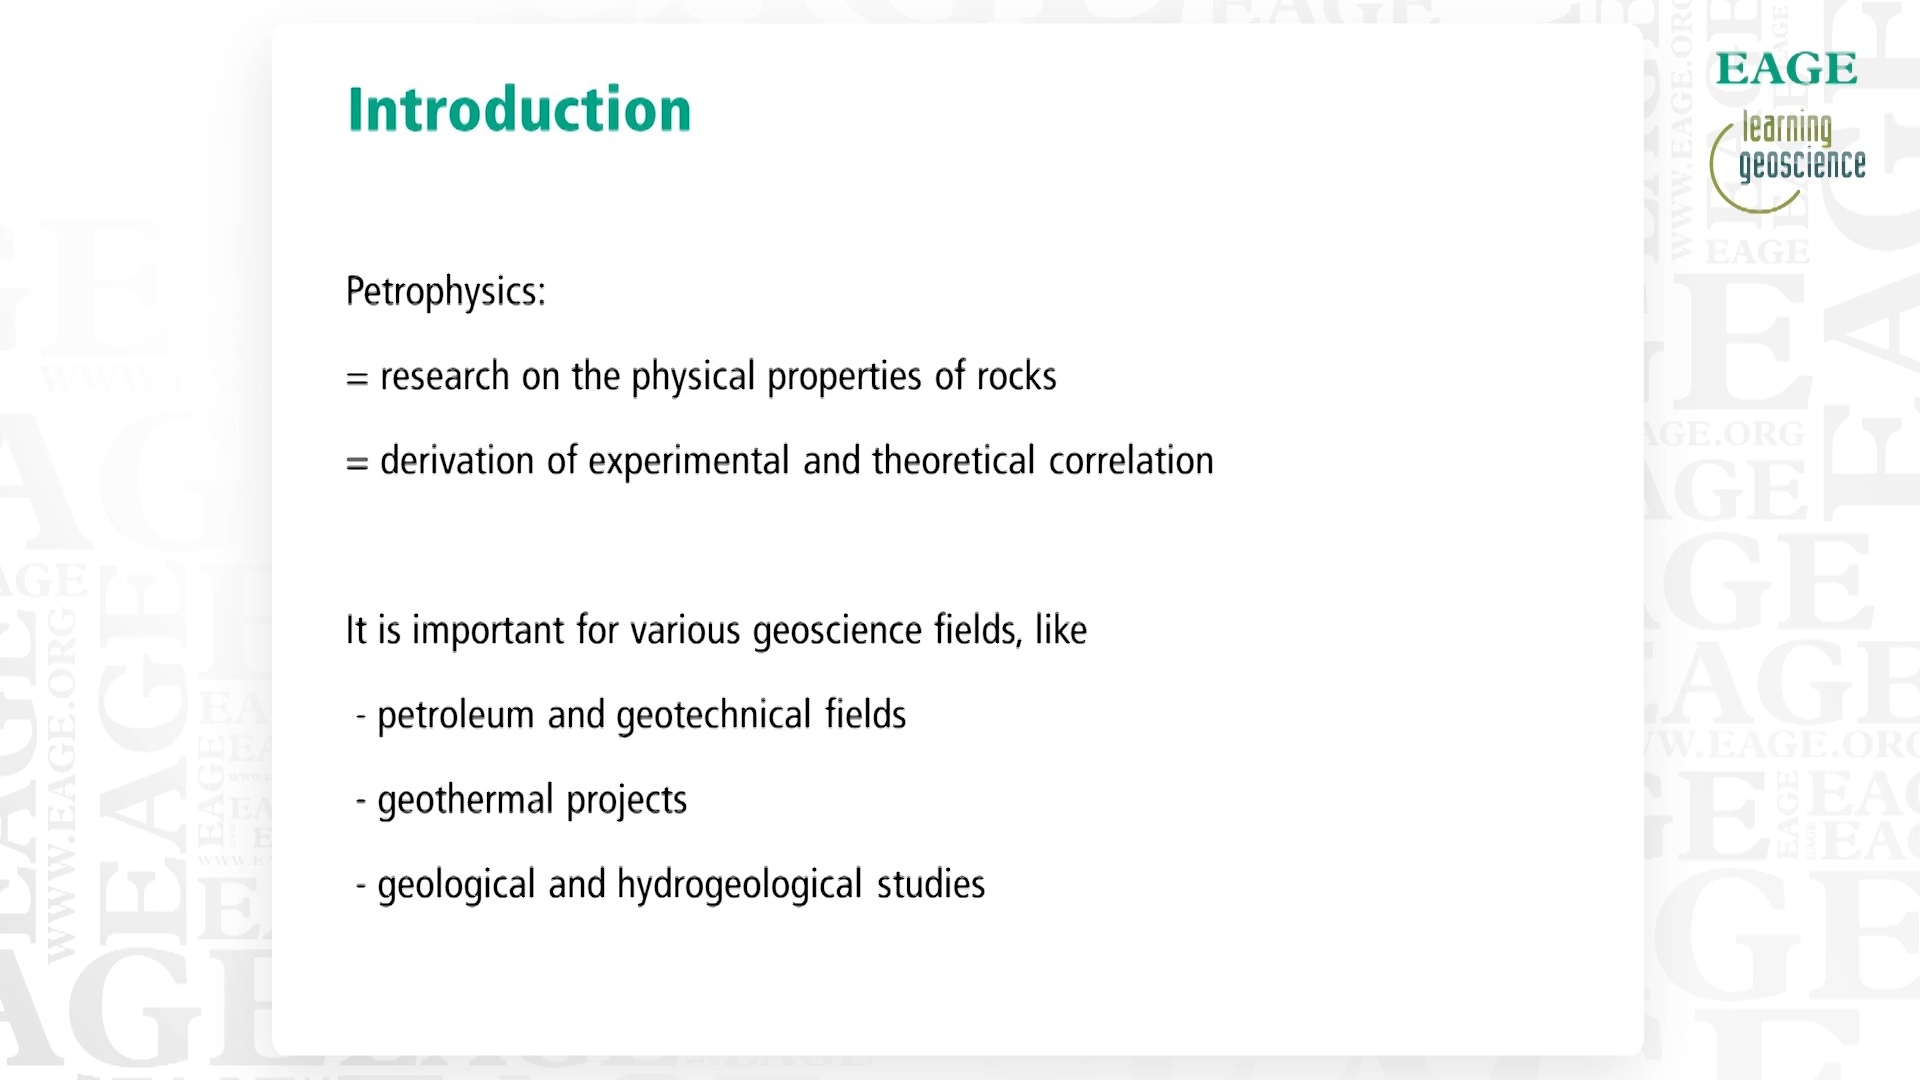 Introduction
EAGE
learning
geoscience
Petrophysics:
= research on the physical properties of rocks
= derivation of experimental and theoretical correlation
It is important for various geoscience fields, like
- petroleum and geotechnical fields
- geothermal projects
- geological and hydrogeological studies